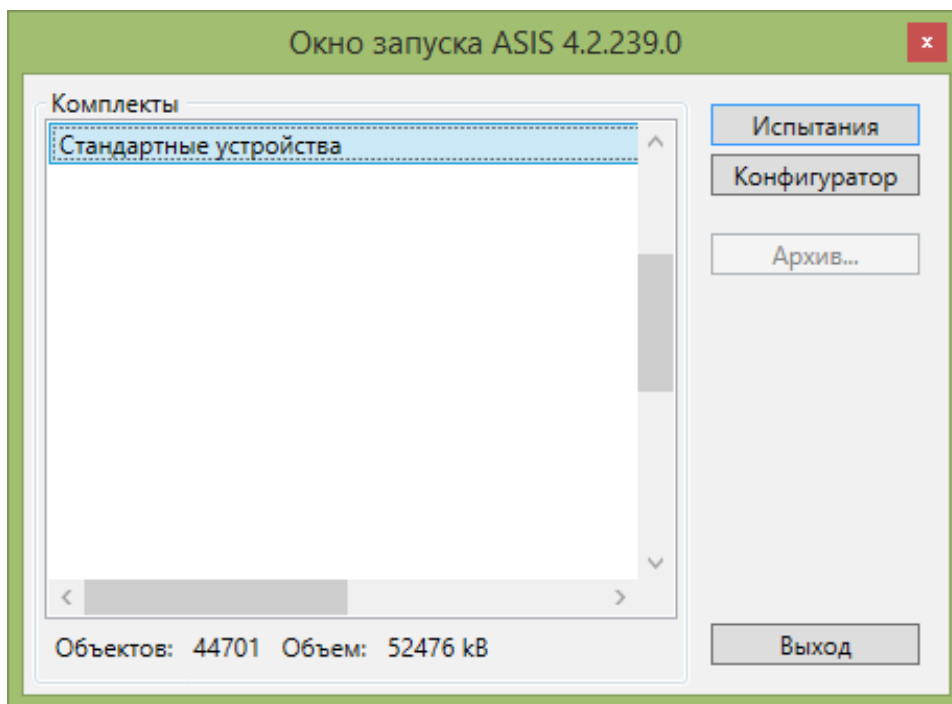 Окно запуска ASIS 4.2.239.0
x
Комплекты
Стандартные устройства
Испытания
Конфигуратор
Архив...
Объектов: 44701 Объем: 52476 kB
Выход